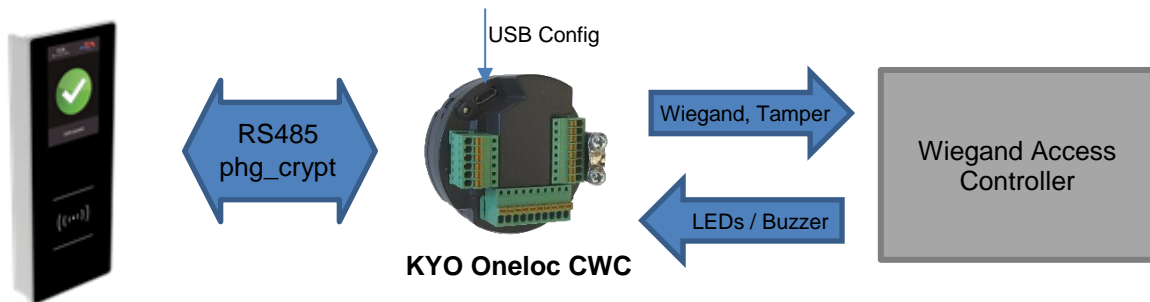 USB Config
RS485
phg_crypt
Wiegand, Tamper
LEDs / Buzzer
Wiegand Access
Controller
KYO Oneloc CWC